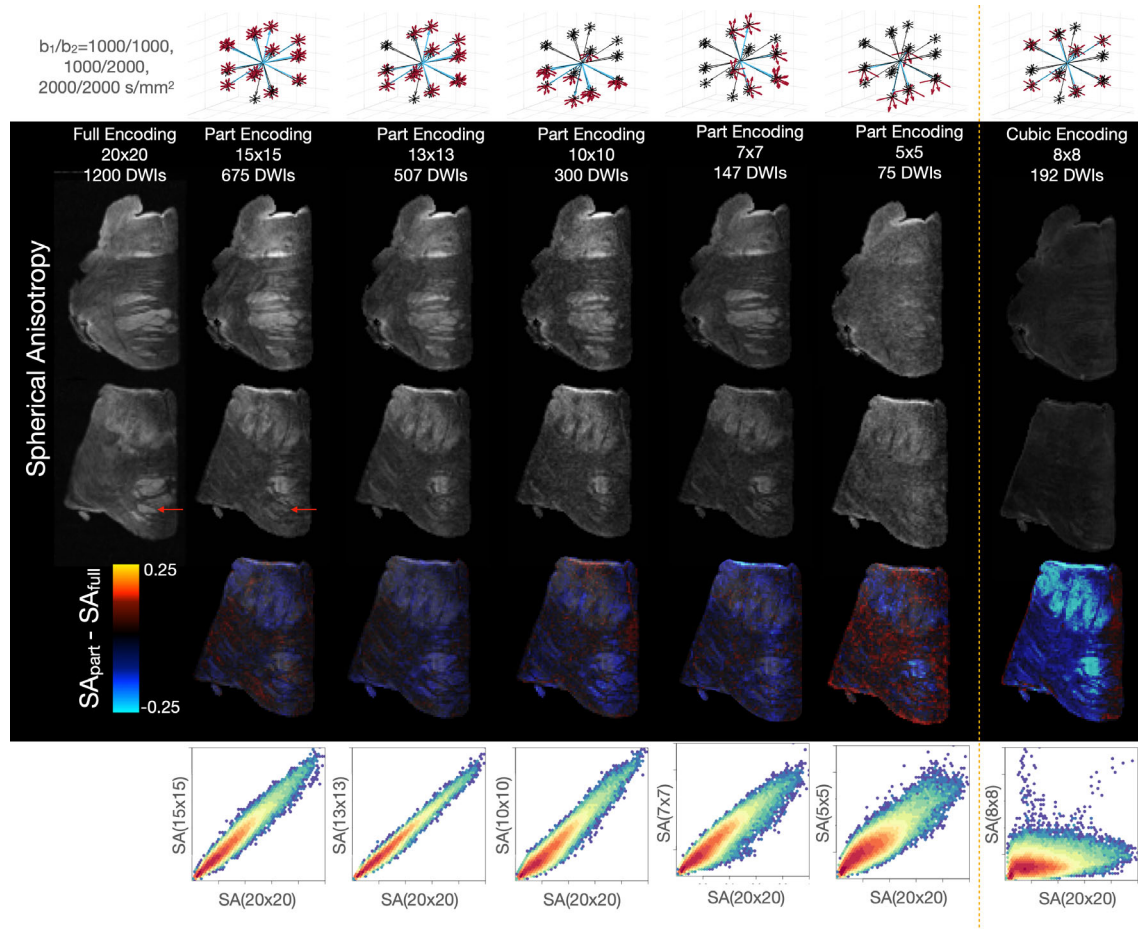 b₁/b₂=1000/1000,
1000/2000,
2000/2000 s/mm²
Full Encoding
20x20
1200 DWIs
Part Encoding
15x15
675 DWIs
Part Encoding
13x13
507 DWIs
Part Encoding
10x10
300 DWIs
Part Encoding
7x7
147 DWIs
Part Encoding
5x5
75 DWIs
Cubic Encoding
8x8
192 DWIs
Spherical Anisotropy
SApart - SAfull
0.25
-0.25
SA(15x15)
SA(20x20)
SA(13x13)
SA(20x20)
SA(10x10)
SA(20x20)
SA(7x7)
SA(20x20)
SA(5x5)
SA(20x20)
SA(8x8)
SA(20x20)